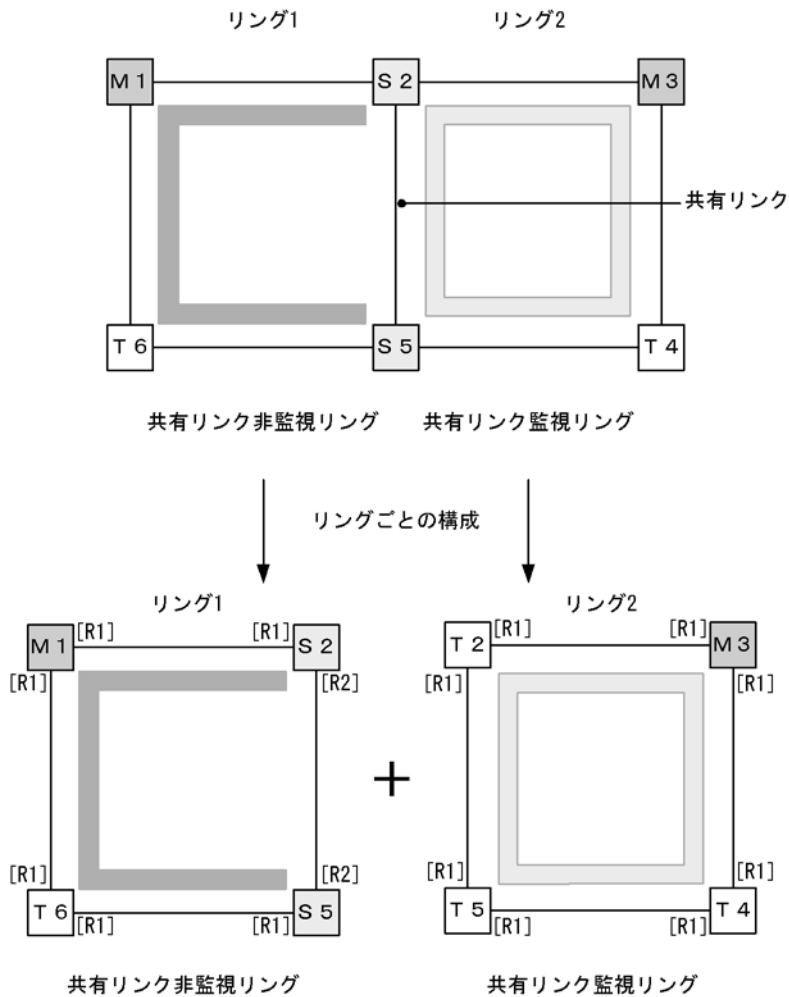 リング1 リング2
M1 S2 M3
共有リンク
T6 S5 T4
共有リンク非監視リング 共有リンク監視リング
リングごとの構成
リング1 リング2
M1 [R1] [R1] S2 T2 [R1] [R1] M3
[R1] [R2] [R1] [R1]
[R1] [R2] [R1] [R1]
T6 [R1] [R1] S5 T5 [R1] [R1] T4
共有リンク非監視リング 共有リンク監視リング